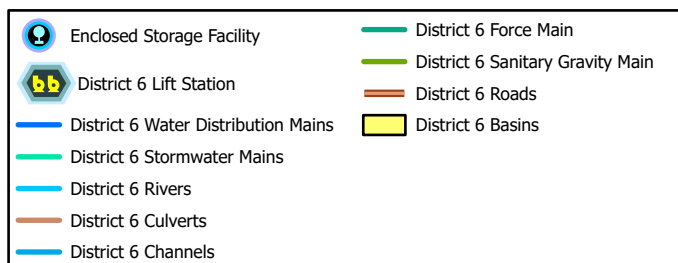 Enclosed Storage Facility
District 6 Lift Station
District 6 Water Distribution Mains
District 6 Stormwater Mains
District 6 Rivers
District 6 Culverts
District 6 Channels
District 6 Force Main
District 6 Sanitary Gravity Main
District 6 Roads
District 6 Basins